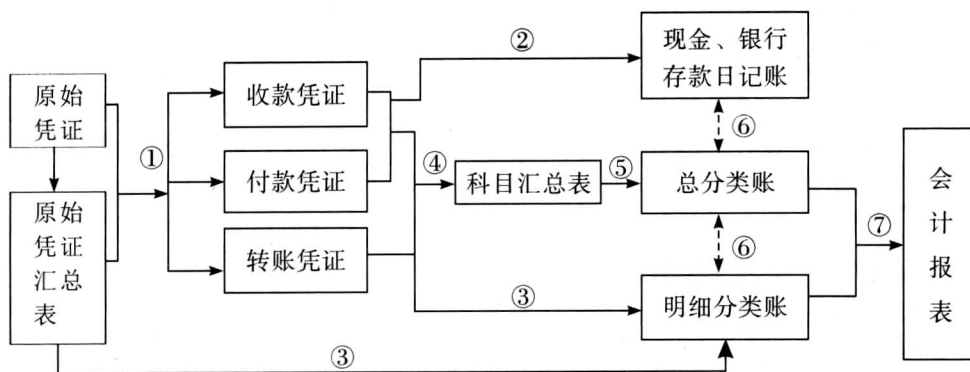 原始
凭证
原始
凭证
汇总
表
①
收款凭证
付款凭证
转账凭证
②
④
科目汇总表
⑤
③
③
现金、银行
存款日记账
⑥
总分类账
⑥
明细分类账
⑦
会
计
报
表